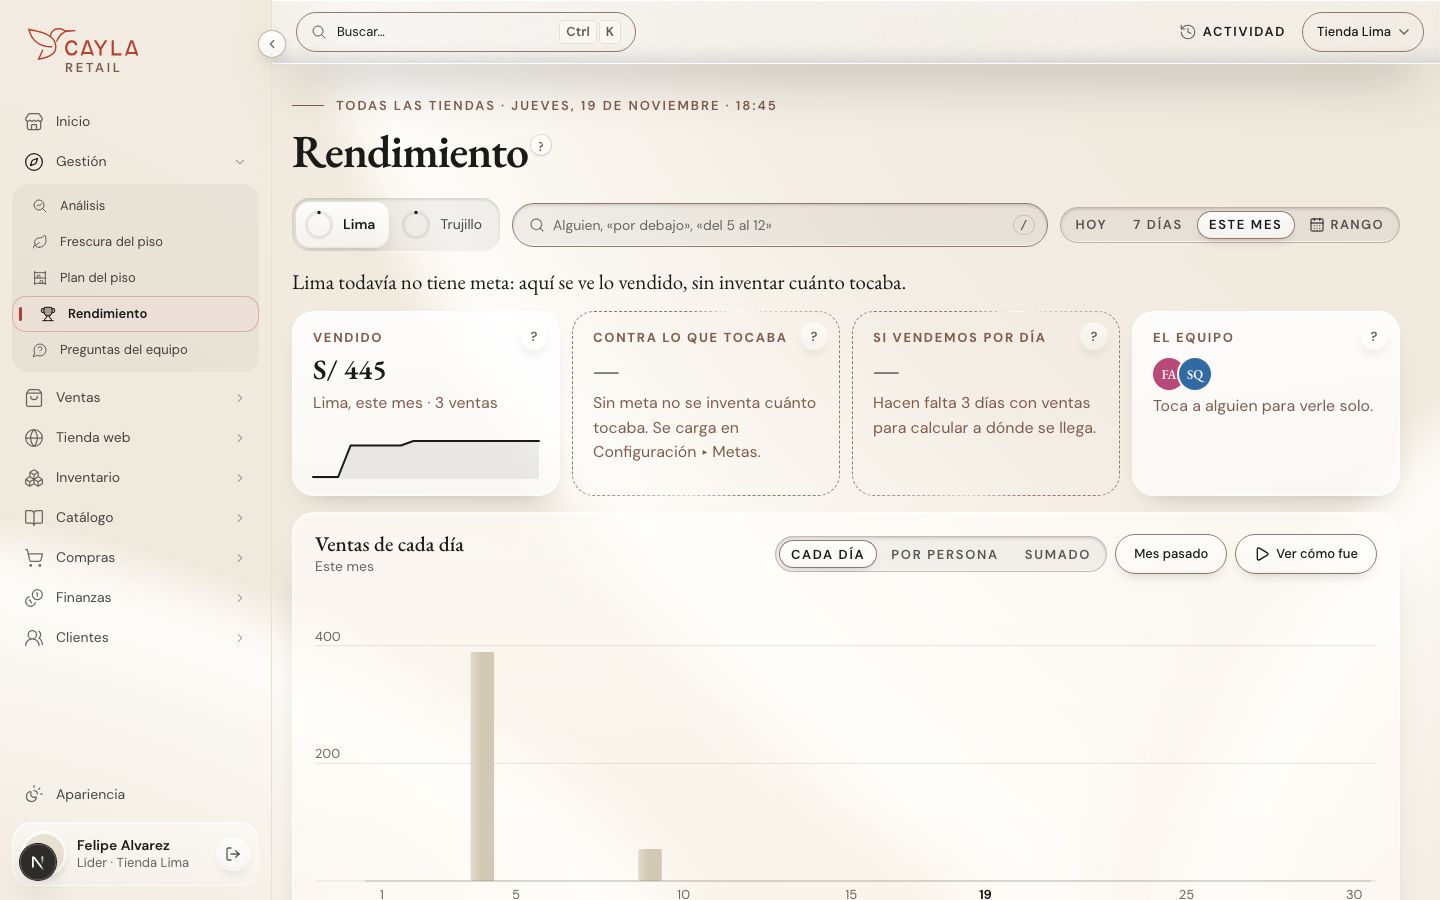 CAYLA
RETAIL
Buscar...
Ctrl K
ACTIVIDAD
Tienda Lima
Inicio
Gestión
Análisis
Frescura del piso
Plan del piso
Rendimiento
Preguntas del equipo
Ventas
Tienda web
Inventario
Catálogo
Compras
Finanzas
Clientes
Apariencia
N
Felipe Alvarez
Líder · Tienda Lima
TODAS LAS TIENDAS · JUEVES, 19 DE NOVIEMBRE · 18:45
Rendimiento ?
Lima
Trujillo
Alguien, «por debajo», «del 5 al 12» /
HOY 7 DÍAS ESTE MES RANGO
Lima todavía no tiene meta: aquí se ve lo vendido, sin inventar cuánto tocaba.
VENDIDO ?
S/ 445
Lima, este mes · 3 ventas
CONTRA LO QUE TOCABA ?
—
Sin meta no se inventa cuánto
tocaba. Se carga en
Configuración ▸ Metas.
SI VENDEMOS POR DÍA ?
—
Hacen falta 3 días con ventas
para calcular a dónde se llega.
EL EQUIPO ?
FA SQ
Toca a alguien para verle solo.
Ventas de cada día
Este mes
CADA DÍA POR PERSONA SUMADO
Mes pasado
Ver cómo fue
400
200
1 5 10 15 19 25 30